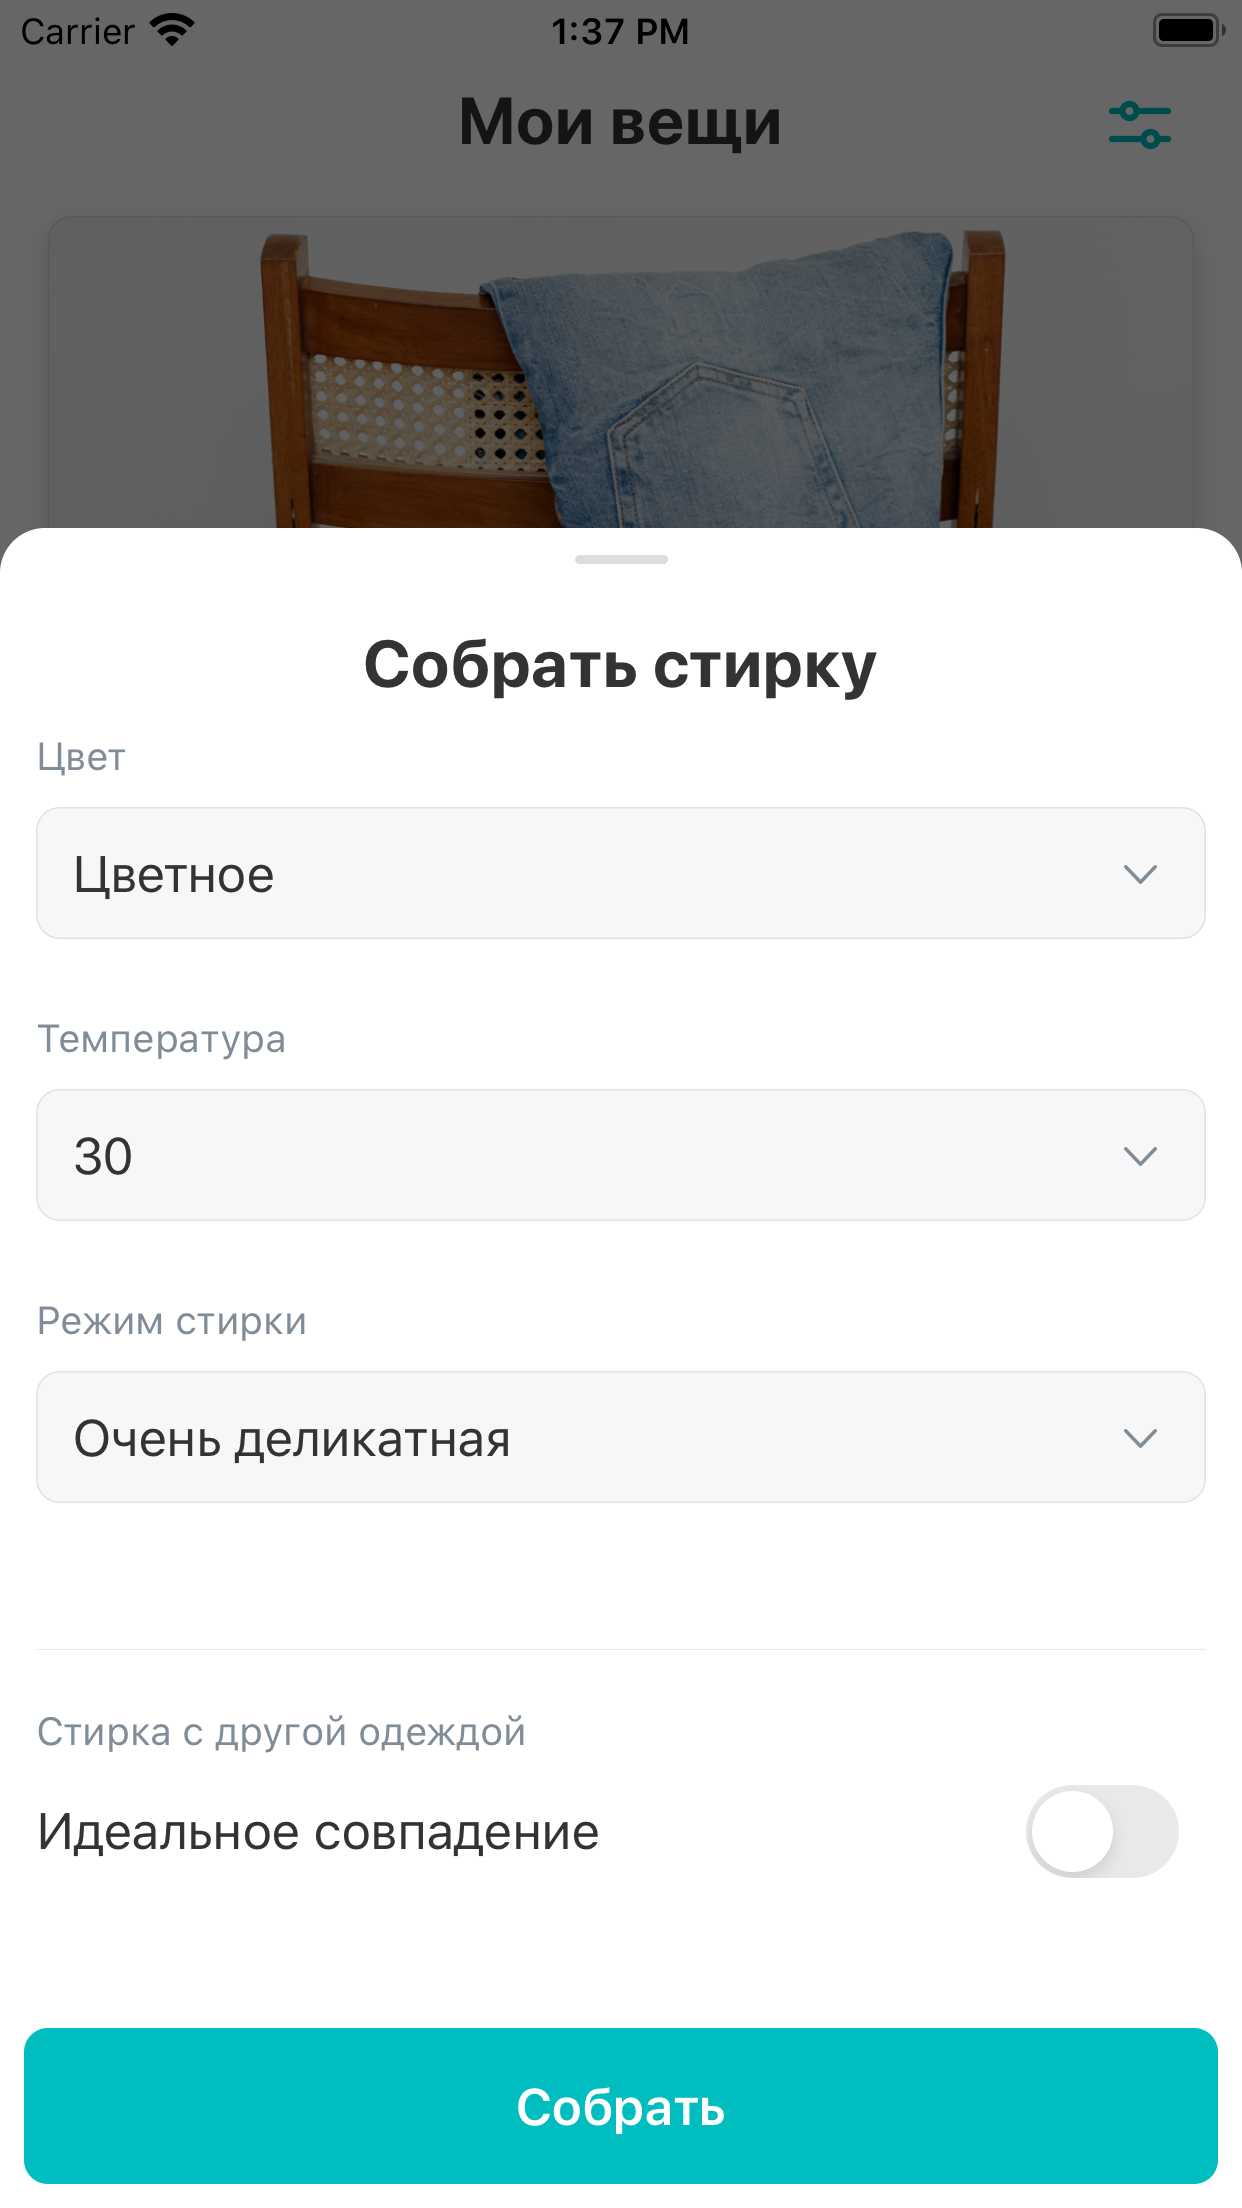 Carrier 1:37 PM
Мои вещи
Собрать стирку
Цвет
Цветное
Температура
30
Режим стирки
Очень деликатная
Стирка с другой одеждой
Идеальное совпадение
Собрать